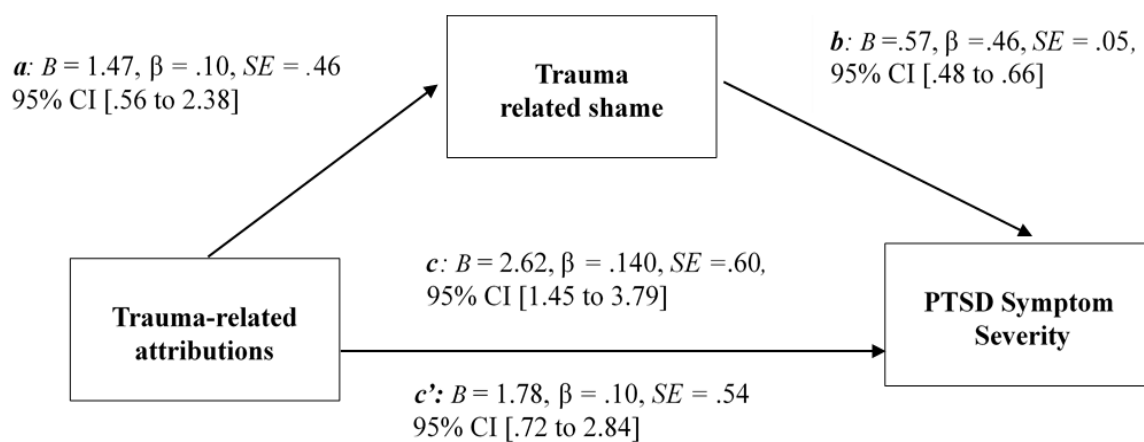 a: B = 1.47, β = .10, SE = .46
95% CI [.56 to 2.38]
Trauma
related shame
b: B =.57, β =.46, SE = .05,
95% CI [.48 to .66]
Trauma-related
attributions
c: B = 2.62, β = .140, SE =.60,
95% CI [1.45 to 3.79]
PTSD Symptom
Severity
c’: B = 1.78, β = .10, SE = .54
95% CI [.72 to 2.84]